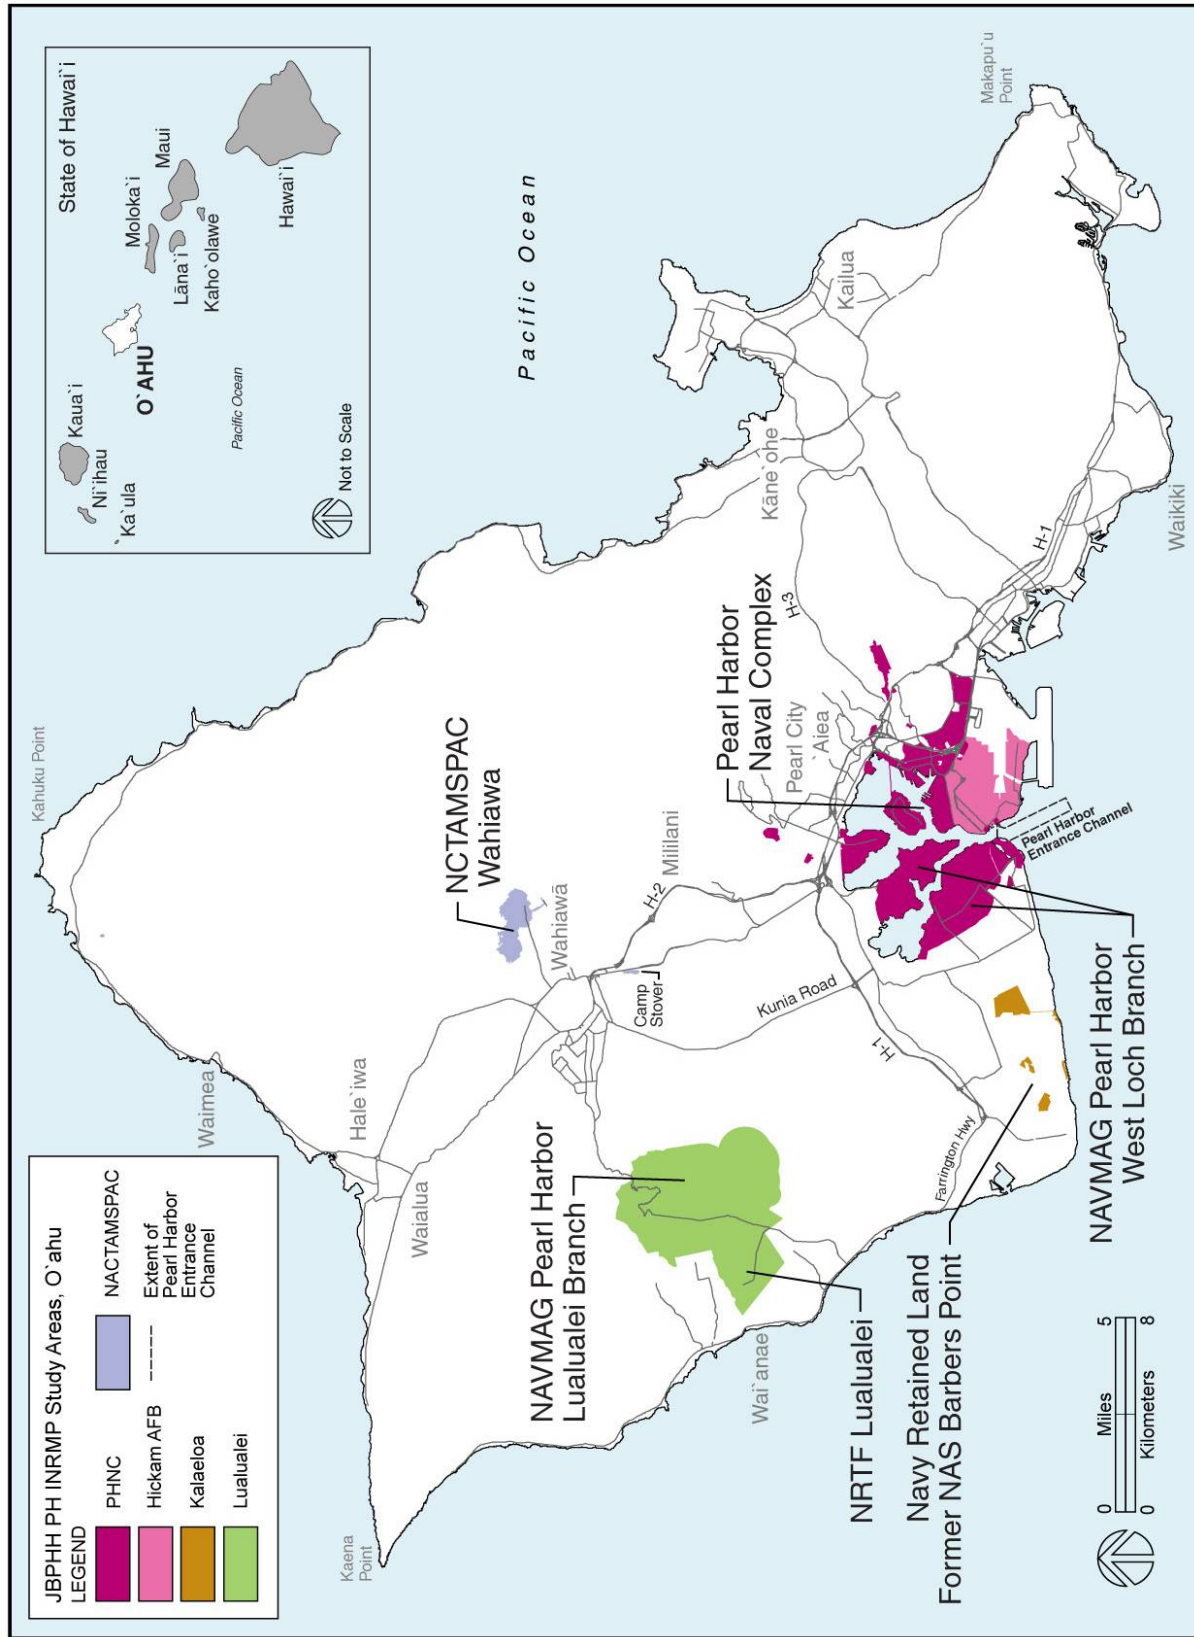 JBPHH PH INRMP Study Areas, O`ahu
LEGEND
PHNC
Hickam AFB
Kalaeloa
Lualualei
NACTAMSPAC
Extent of
Pearl Harbor
Entrance
Channel
State of Hawai`i
Kaua`i
Ni`ihau
`Ka`ula
O`AHU
Moloka`i
Maui
Lāna`i
Kaho`olawe
Hawai`i
Pacific Ocean
Not to Scale
Kahuku Point
Waimea
Hale`iwa
Waialua
Kaena
Point
Pacific Ocean
NCTAMSPAC
Wahiawa
Wahiawā
Camp
Stover
H-2
Mililani
Kunia Road
H-1
Farrington Hwy
NAVMAG Pearl Harbor
Lualualei Branch
Wai`anae
NRTF Lualualei
Navy Retained Land
Former NAS Barbers Point
NAVMAG Pearl Harbor
West Loch Branch
Pearl Harbor
Naval Complex
Pearl City
`Aiea
H-3
Kāne`ohe
Kailua
Makapu`u
Point
H-1
Waikiki
Pearl Harbor
Entrance Channel
0 Miles 5
0 Kilometers 8